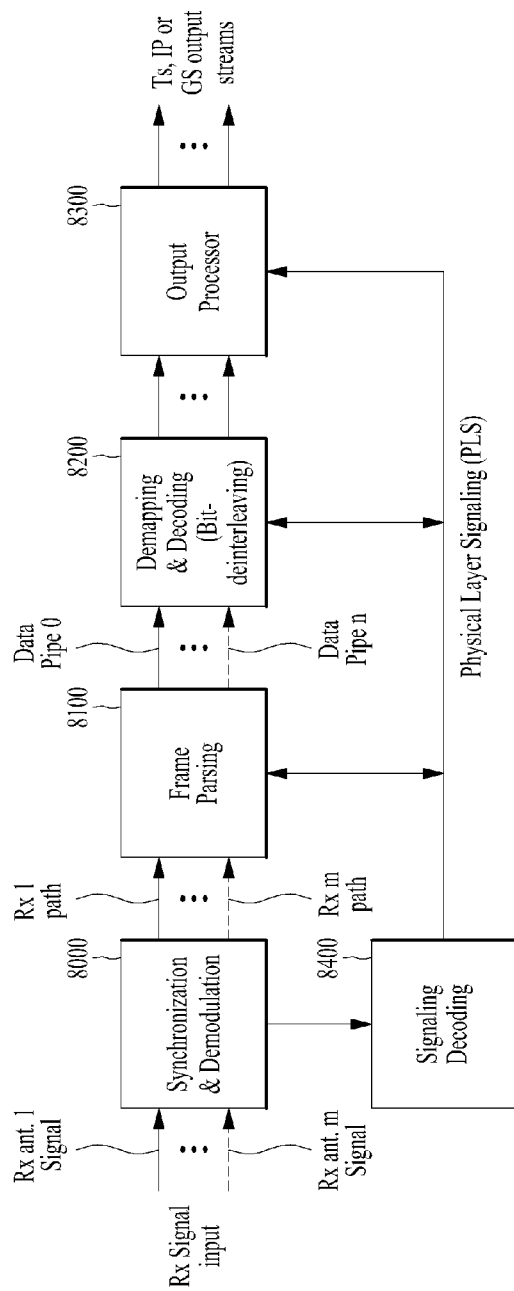 Rx Signal
input
Rx ant. 1
Signal
Rx ant. m
Signal
8000
Synchronization
& Demodulation
Rx 1
path
Rx m
path
8100
Frame
Parsing
Data
Pipe 0
Data
Pipe n
8200
Demapping
& Decoding
(Bit-
deinterleaving)
8300
Output
Processor
Ts, IP or
GS output
streams
8400
Signaling
Decoding
Physical Layer Signaling (PLS)